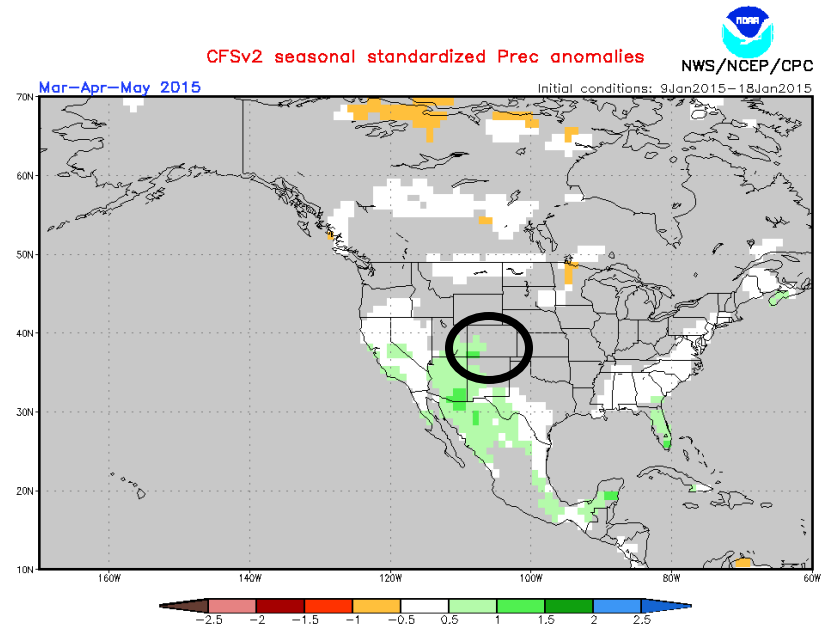 NOAA
NWS/NCEP/CPC
CFSv2 seasonal standardized Prec anomalies
Mar-Apr-May 2015
Initial conditions: 9Jan2015-18Jan2015
70N
60N
50N
40N
30N
20N
10N
160W 140W 120W 100W 80W 60W
-2.5 -2 -1.5 -1 -0.5 0.5 1 1.5 2 2.5